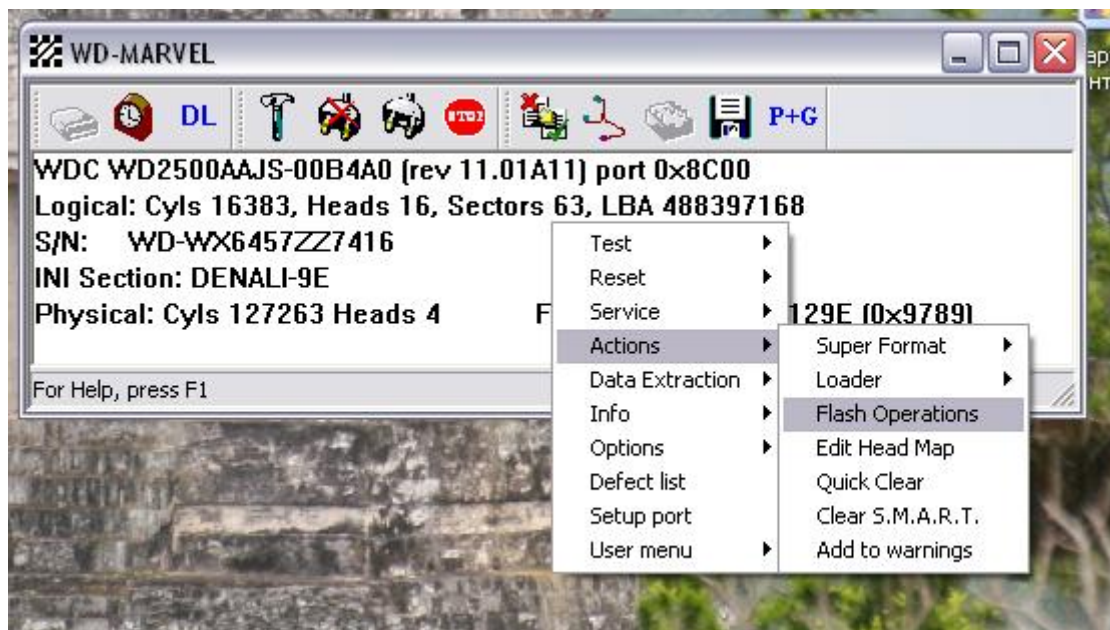 WD-MARVEL
DL
STOP
P+G
WDC WD2500AAJS-00B4A0 (rev 11.01A11) port 0x8C00
Logical: Cyls 16383, Heads 16, Sectors 63, LBA 488397168
S/N: WD-WX6457ZZ7416
INI Section: DENALI-9E
Physical: Cyls 127263 Heads 4 F 129E (0x9789)
For Help, press F1
Test
Reset
Service
Actions
Data Extraction
Info
Options
Defect list
Setup port
User menu
Super Format
Loader
Flash Operations
Edit Head Map
Quick Clear
Clear S.M.A.R.T.
Add to warnings